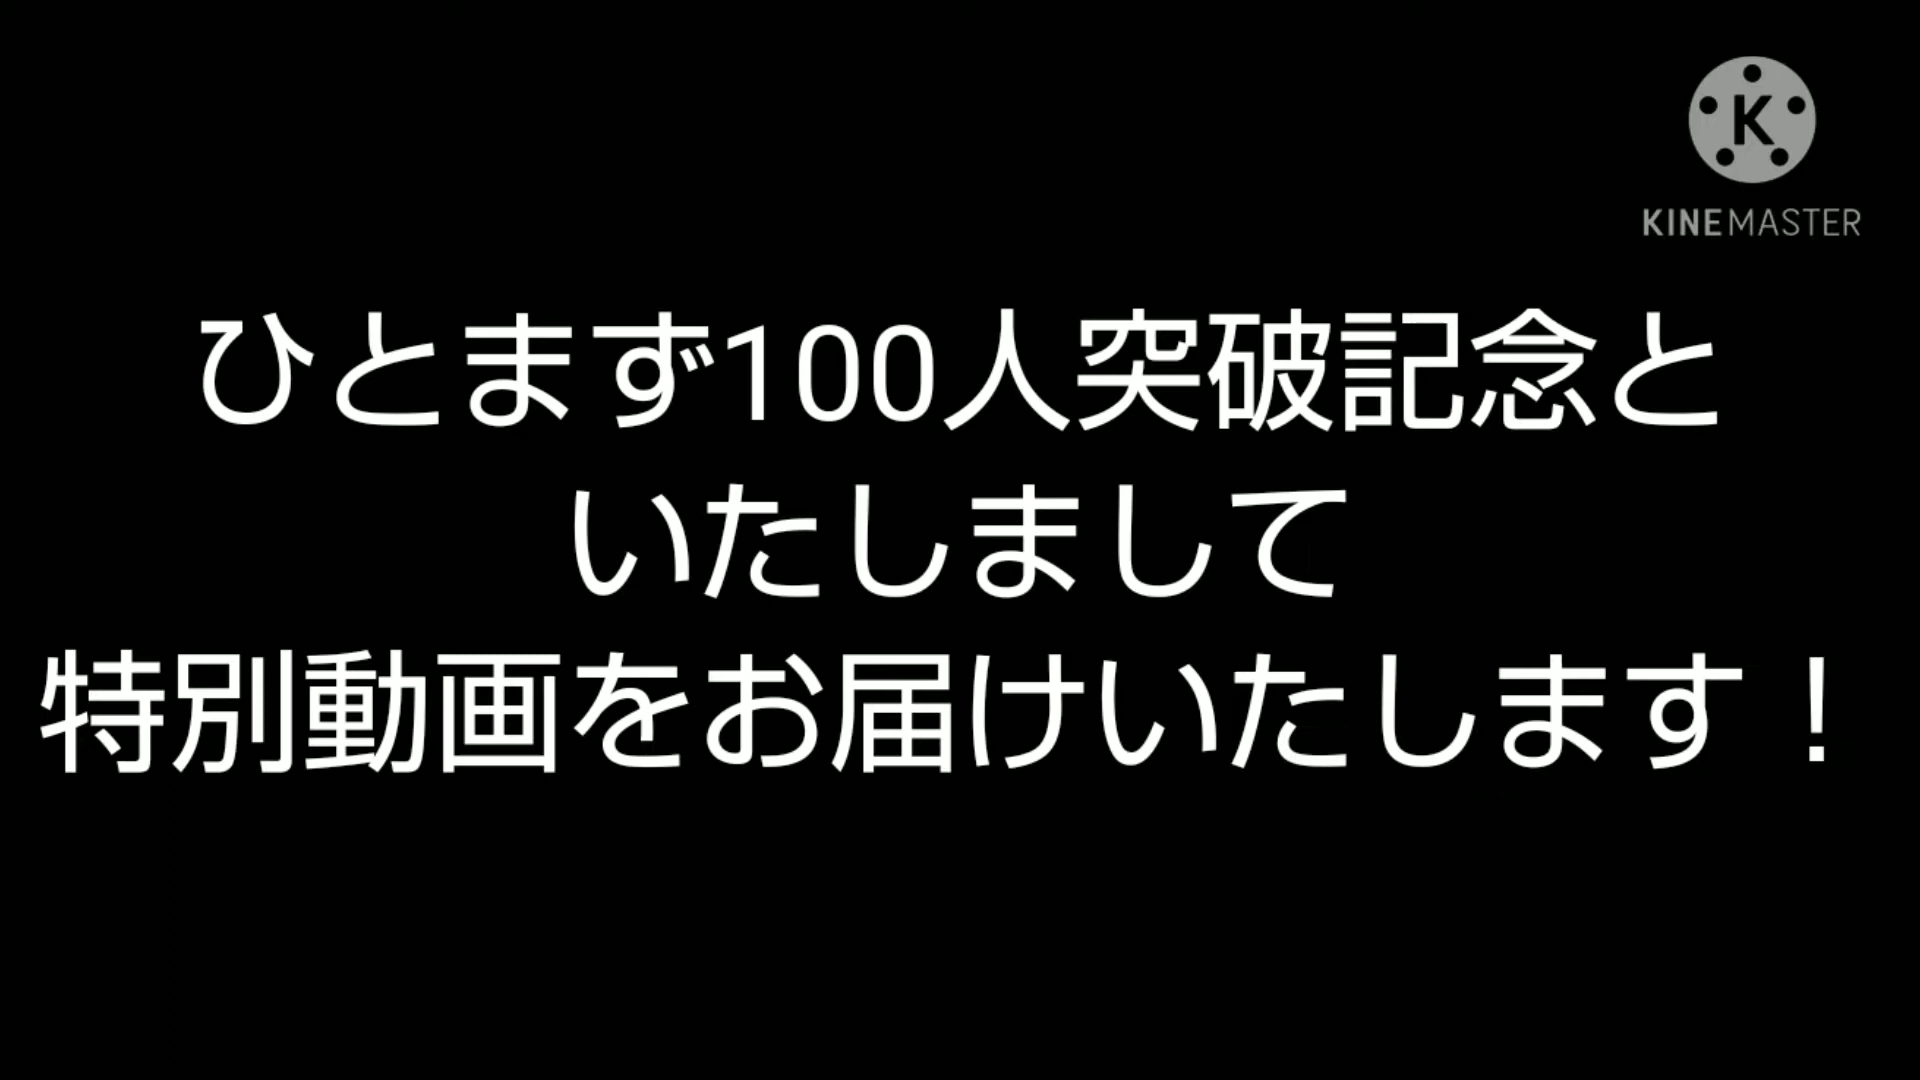 K
KINEMASTER
ひとまず100人突破記念と
いたしまして
特別動画をお届けいたします！